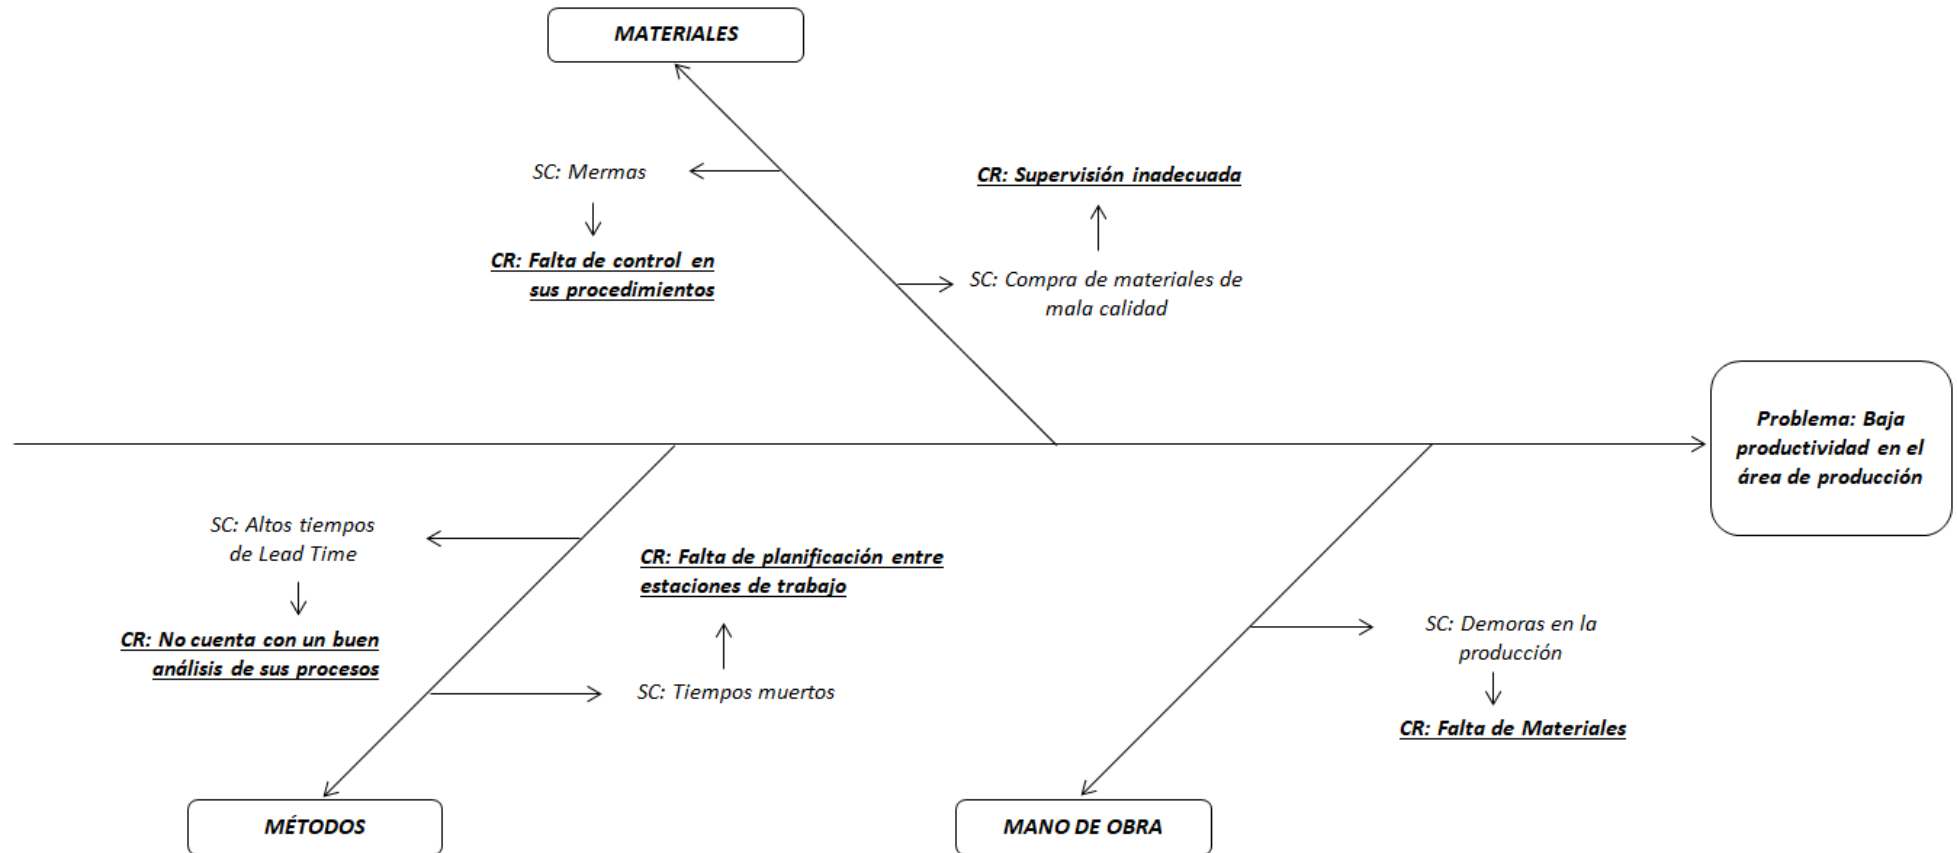 MATERIALES
SC: Mermas
CR: Falta de control en
sus procedimientos
CR: Supervisión inadecuada
SC: Compra de materiales de
mala calidad
Problema: Baja
productividad en el
área de producción
SC: Altos tiempos
de Lead Time
CR: No cuenta con un buen
análisis de sus procesos
CR: Falta de planificación entre
estaciones de trabajo
SC: Tiempos muertos
SC: Demoras en la
producción
CR: Falta de Materiales
MÉTODOS
MANO DE OBRA